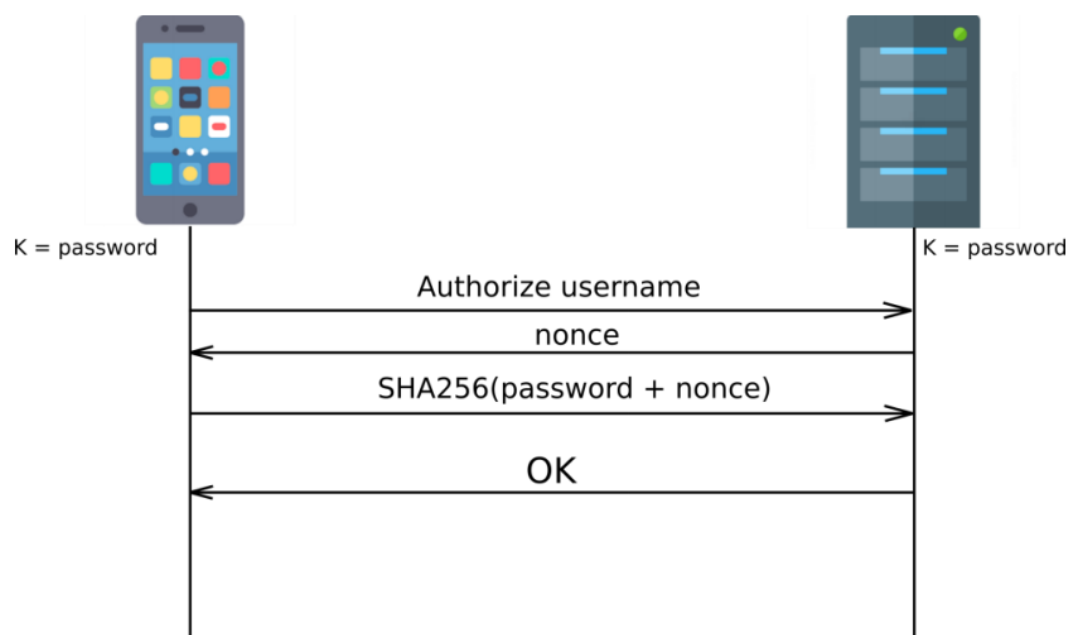 K = password
K = password
Authorize username
nonce
SHA256(password + nonce)
OK